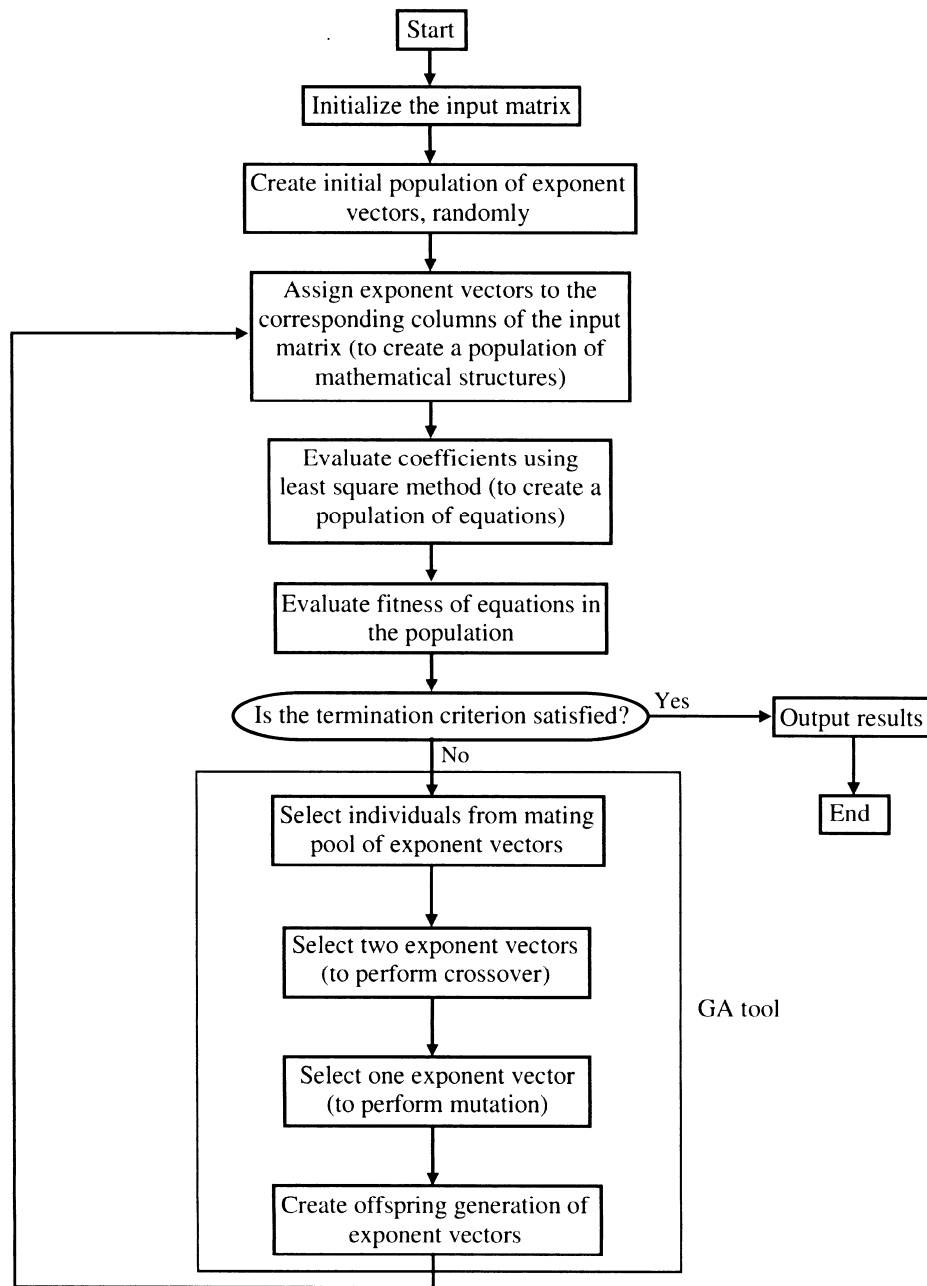 Start
Initialize the input matrix
Create initial population of exponent
vectors, randomly
Assign exponent vectors to the
corresponding columns of the input
matrix (to create a population of
mathematical structures)
Evaluate coefficients using
least square method (to create a
population of equations)
Evaluate fitness of equations in
the population
Is the termination criterion satisfied?
Yes
Output results
End
No
Select individuals from mating
pool of exponent vectors
Select two exponent vectors
(to perform crossover)
GA tool
Select one exponent vector
(to perform mutation)
Create offspring generation of
exponent vectors